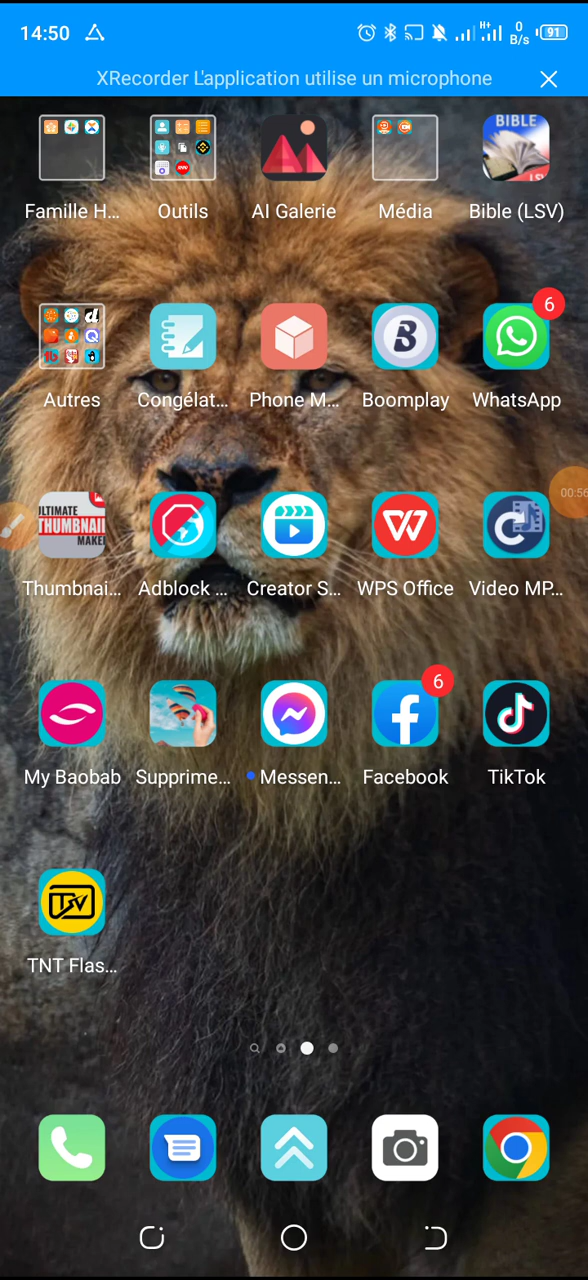 14:50
H+
0
B/s
91
XRecorder L'application utilise un microphone
BIBLE
Famille H...
Outils
AI Galerie
Média
Bible (LSV)
6
B
Autres
Congélat...
Phone M...
Boomplay
WhatsApp
00:56
ULTIMATE
THUMBNAIL
MAKER
Thumbnai...
Adblock ...
Creator S...
WPS Office
Video MP...
6
My Baobab
Supprime...
Messen...
Facebook
TikTok
TNT Flas...